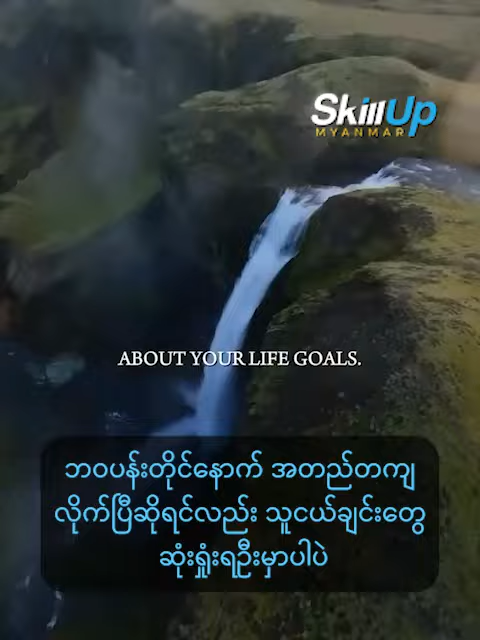 SkillUp
MYANMAR
ABOUT YOUR LIFE GOALS.
ဘဝပန်းတိုင်နောက် အတည်တကျ
လိုက်ပြီဆိုရင်လည်း သူငယ်ချင်းတွေ
ဆုံးရှုံးရဦးမှာပါပဲ